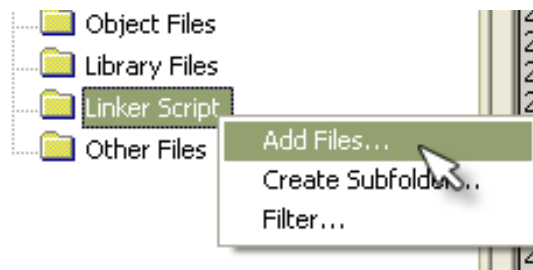 Object Files
Library Files
Linker Script
Other Files
Add Files...
Create Subfolder...
Filter...